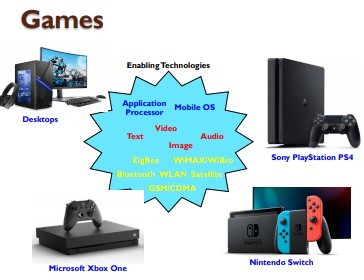 Games
Enabling Technologies
Application
Processor
Mobile OS
Video
Text
Audio
Image
ZigBee
WiMAX/WiBro
Bluetooth WLAN Satellite
GSM/CDMA
Desktops
Sony PlayStation PS4
Microsoft Xbox One
Nintendo Switch